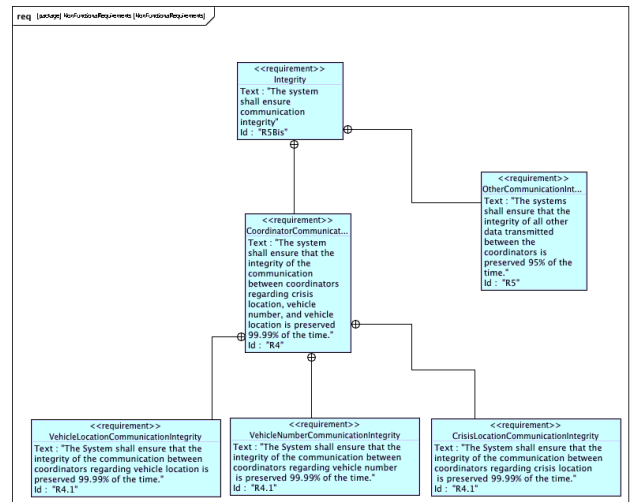 req [package] NonFunctionalRequirements [NonFunctionalRequirements]
<<requirement>>
Integrity
Text : "The system
shall ensure
communication
integrity"
Id : "R5Bis"
<<requirement>>
OtherCommunicationInt...
Text : "The systems
shall ensure that the
integrity of all other
data transmitted
between the
coordinators is
preserved 95% of the
time."
Id : "R5"
<<requirement>>
CoordinatorCommunicat...
Text : "The system
shall ensure that the
integrity of the
communication
between coordinators
regarding crisis
location, vehicle
number, and vehicle
location is preserved
99.99% of the time."
Id : "R4"
<<requirement>>
VehicleLocationCommunicationIntegrity
Text : "The System shall ensure that the
integrity of the communication between
coordinators regarding vehicle location is
preserved 99.99% of the time."
Id : "R4.1"
<<requirement>>
VehicleNumberCommunicationIntegrity
Text : "The System shall ensure that the
integrity of the communication between
coordinators regarding vehicle number
is preserved 99.99% of the time."
Id : "R4.1"
<<requirement>>
CrisisLocationCommunicationIntegrity
Text : "The System shall ensure that the
integrity of the communication between
coordinators regarding crisis location
is preserved 99.99% of the time."
Id : "R4.1"